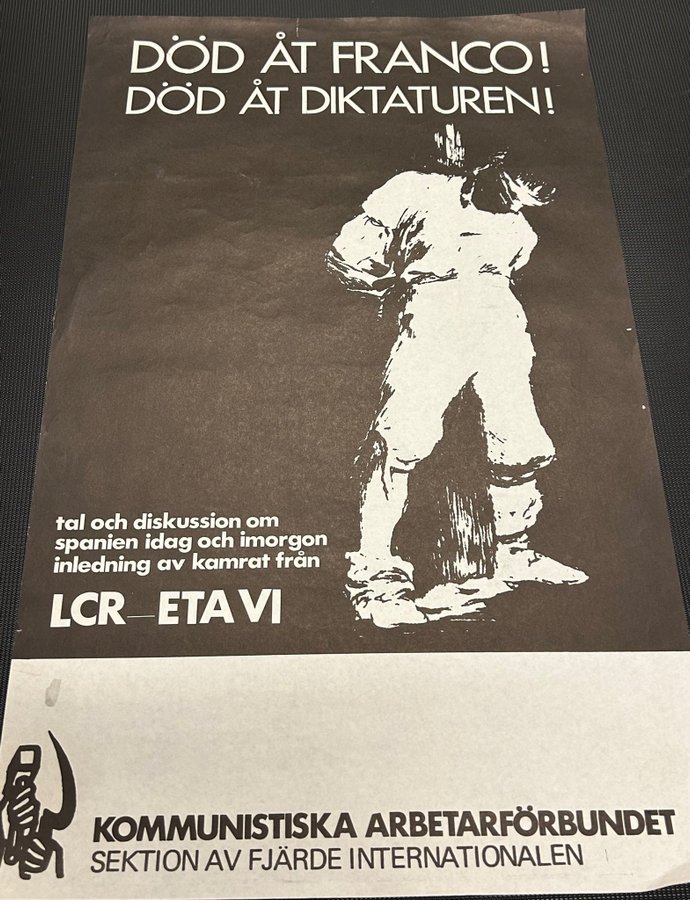 DÖD ÅT FRANCO!
DÖD ÅT DIKTATUREN!
tal och diskussion om
spanien idag och imorgon
inledning av kamrat från
LCR—ETA VI
KOMMUNISTISKA ARBETARFÖRBUNDET
SEKTION AV FJÄRDE INTERNATIONALEN